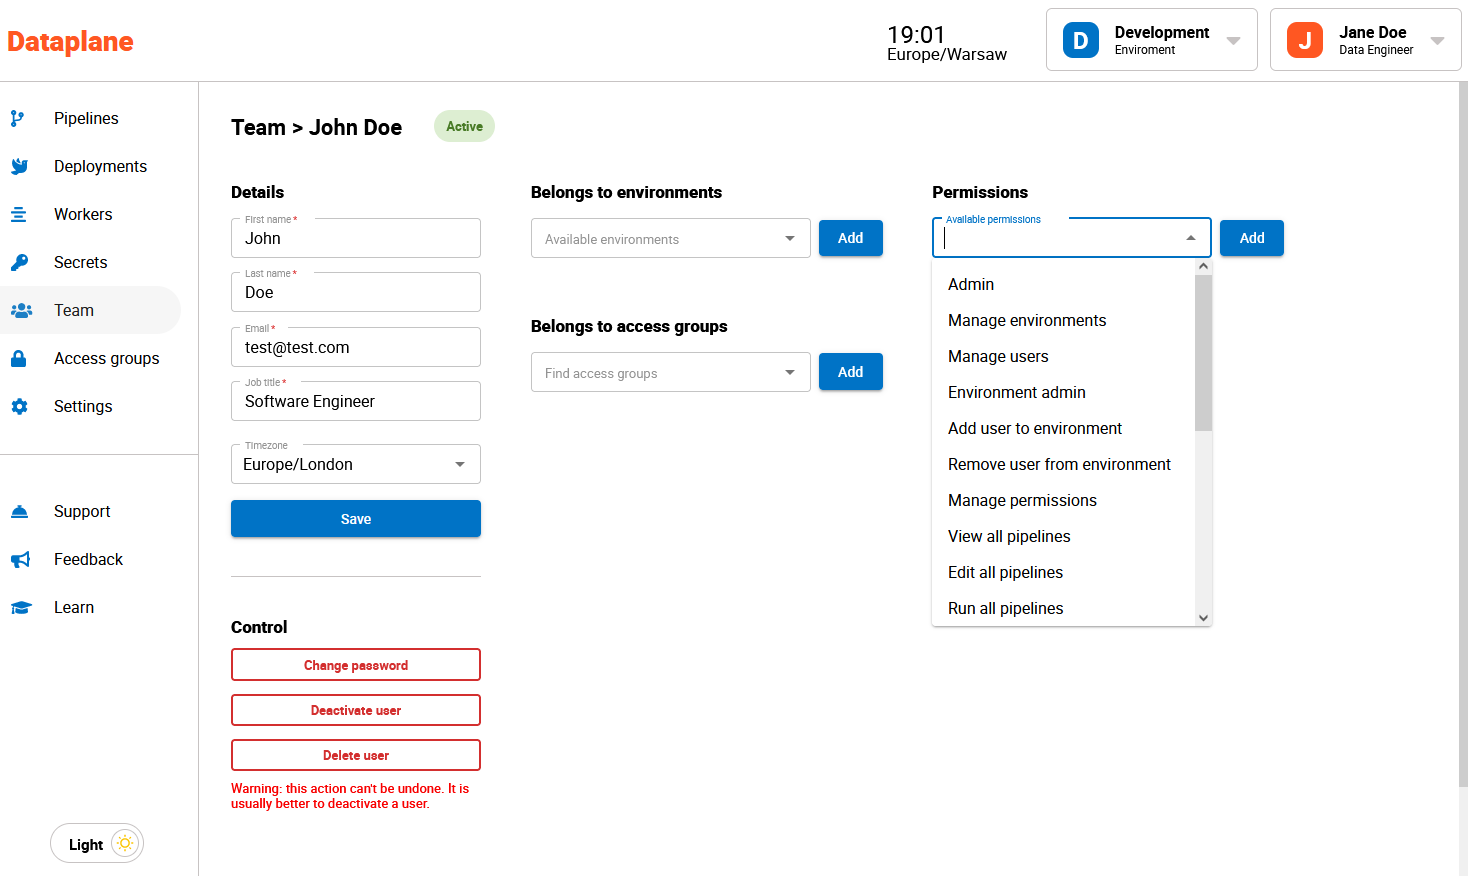 Dataplane
19:01
Europe/Warsaw
D
Development
Enviroment
J
Jane Doe
Data Engineer
Pipelines
Deployments
Workers
Secrets
Team
Access groups
Settings
Support
Feedback
Learn
Light
Team > John Doe
Active
Details
First name *
John
Last name *
Doe
Email *
test@test.com
Job title *
Software Engineer
Timezone
Europe/London
Save
Control
Change password
Deactivate user
Delete user
Warning: this action can't be undone. It is
usually better to deactivate a user.
Belongs to environments
Available environments
Add
Belongs to access groups
Find access groups
Add
Permissions
Available permissions
Add
Admin
Manage environments
Manage users
Environment admin
Add user to environment
Remove user from environment
Manage permissions
View all pipelines
Edit all pipelines
Run all pipelines